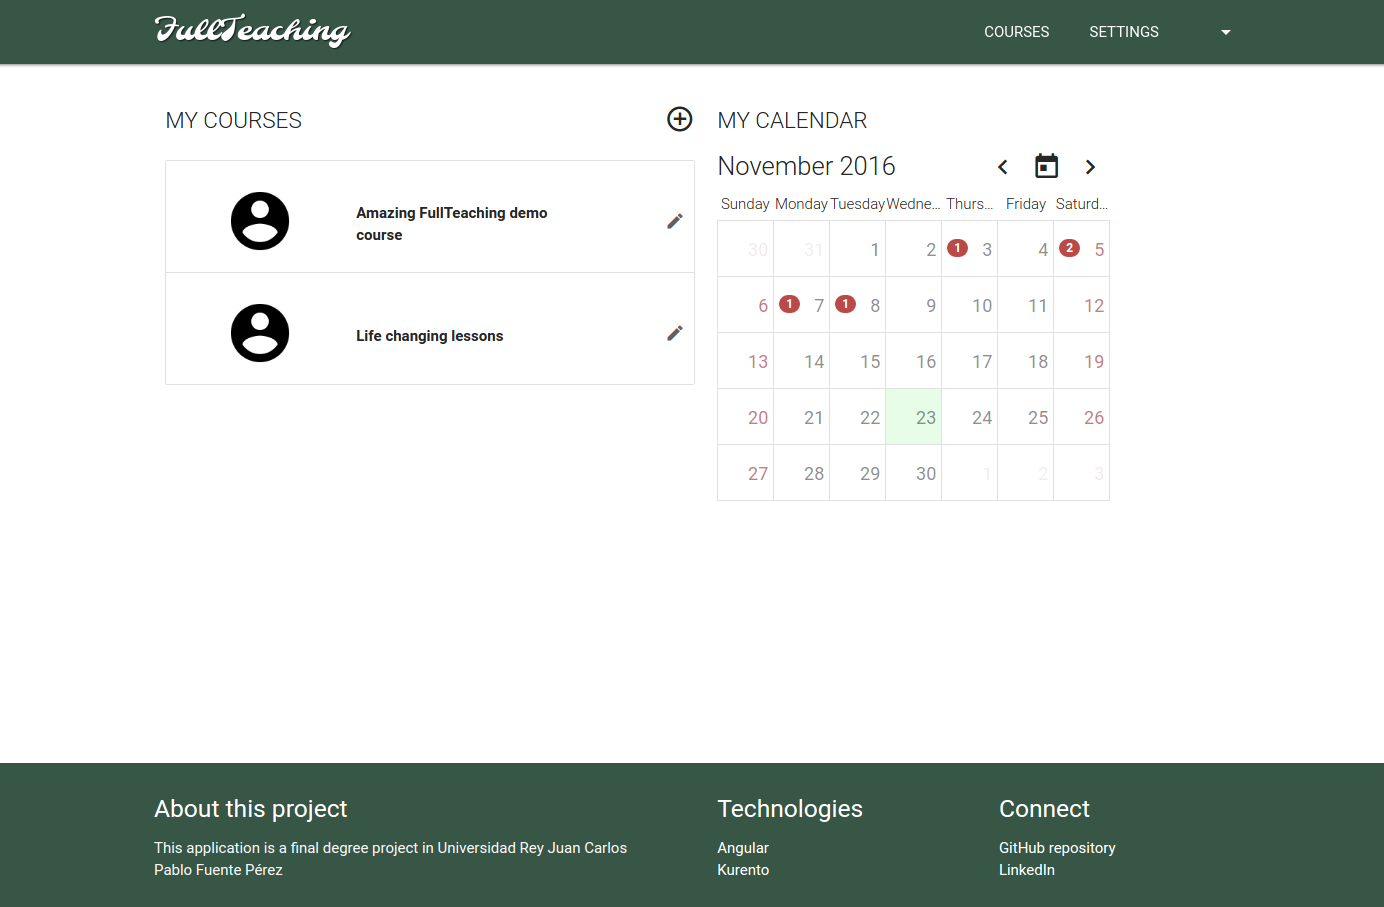 FullTeaching
COURSES
SETTINGS
MY COURSES
Amazing FullTeaching demo
course
Life changing lessons
MY CALENDAR
November 2016
Sunday Monday Tuesday Wedne... Thurs... Friday Saturd...
30 31 1 2 1 3 4 2 5
6 1 7 1 8 9 10 11 12
13 14 15 16 17 18 19
20 21 22 23 24 25 26
27 28 29 30 1 2 3
About this project
This application is a final degree project in Universidad Rey Juan Carlos
Pablo Fuente Pérez
Technologies
Angular
Kurento
Connect
GitHub repository
LinkedIn